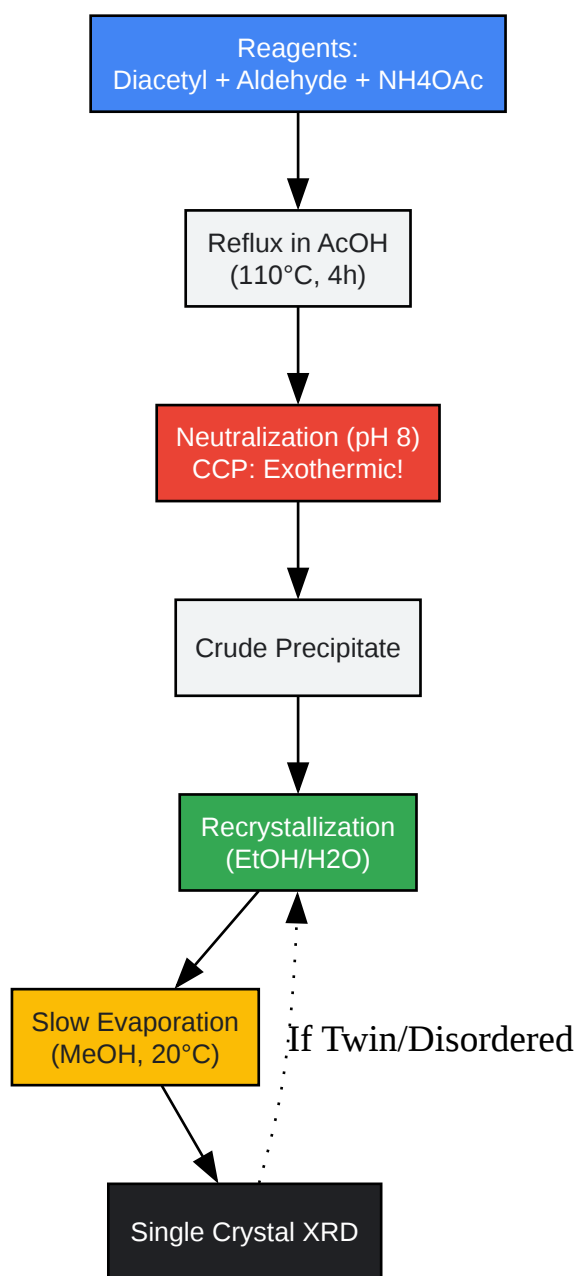 Reagents:
Diacetyl + Aldehyde + NH4OAc
Reflux in AcOH
(110°C, 4h)
Neutralization (pH 8)
CCP: Exothermic!
Crude Precipitate
Recrystallization
(EtOH/H2O)
Slow Evaporation
(MeOH, 20°C)
If Twin/Disordered
Single Crystal XRD